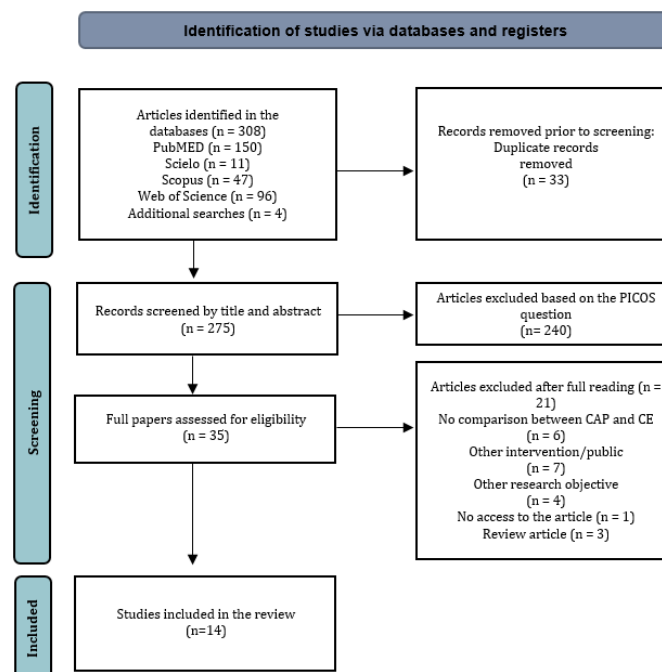 Identification of studies via databases and registers
Identification
Articles identified in the
databases (n = 308)
PubMED (n = 150)
Scielo (n = 11)
Scopus (n = 47)
Web of Science (n = 96)
Additional searches (n = 4)
Records removed prior to screening:
Duplicate records
removed
(n = 33)
Screening
Records screened by title and abstract
(n = 275)
Articles excluded based on the PICOS
question
(n= 240)
Full papers assessed for eligibility
(n = 35)
Articles excluded after full reading (n =
21)
No comparison between CAP and CE
(n = 6)
Other intervention/public
(n = 7)
Other research objective
(n = 4)
No access to the article (n = 1)
Review article (n = 3)
Included
Studies included in the review
(n=14)